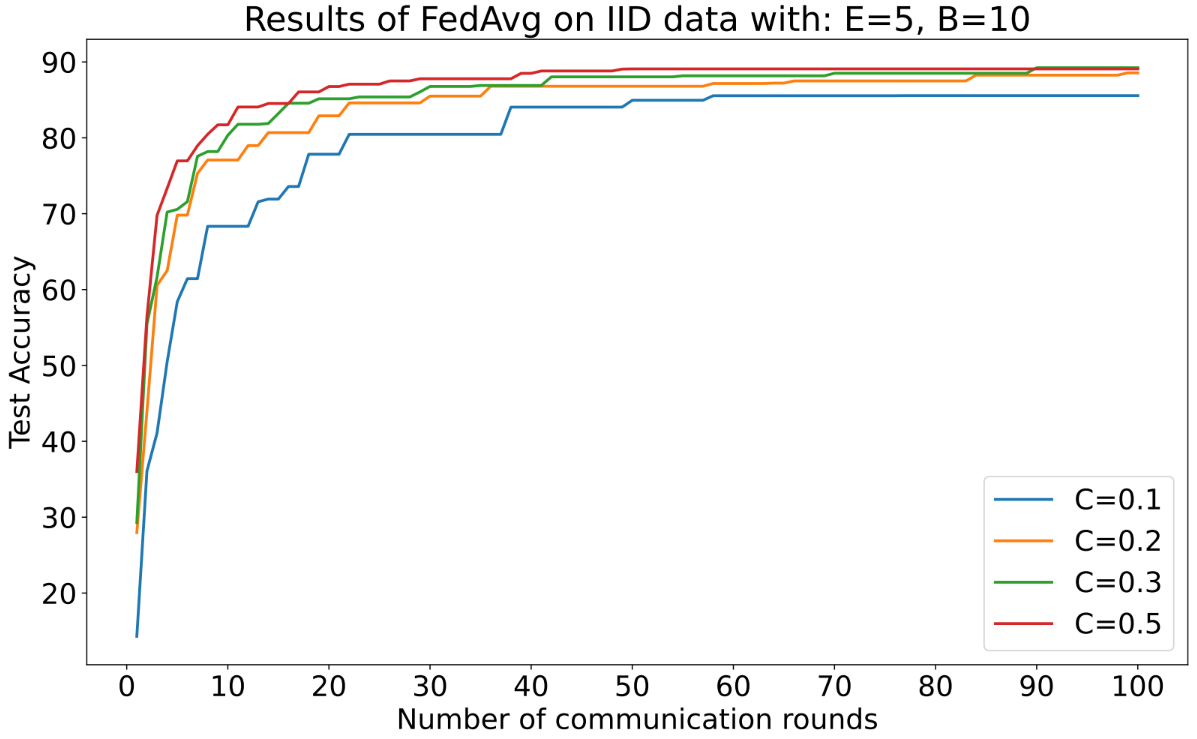 Results of FedAvg on IID data with: E=5, B=10
Test Accuracy
90
80
70
60
50
40
30
20
0 10 20 30 40 50 60 70 80 90 100
Number of communication rounds
C=0.1
C=0.2
C=0.3
C=0.5